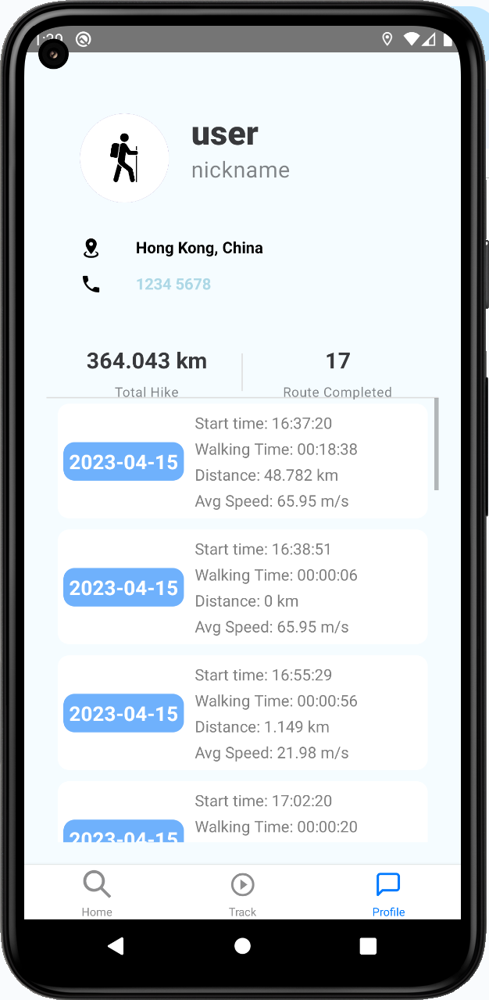 user
nickname
Hong Kong, China
1234 5678
364.043 km
17
Total Hike
Route Completed
2023-04-15
Start time: 16:37:20
Walking Time: 00:18:38
Distance: 48.782 km
Avg Speed: 65.95 m/s
2023-04-15
Start time: 16:38:51
Walking Time: 00:00:06
Distance: 0 km
Avg Speed: 65.95 m/s
2023-04-15
Start time: 16:55:29
Walking Time: 00:00:56
Distance: 1.149 km
Avg Speed: 21.98 m/s
2023-04-15
Start time: 17:02:20
Walking Time: 00:00:20
Home
Track
Profile